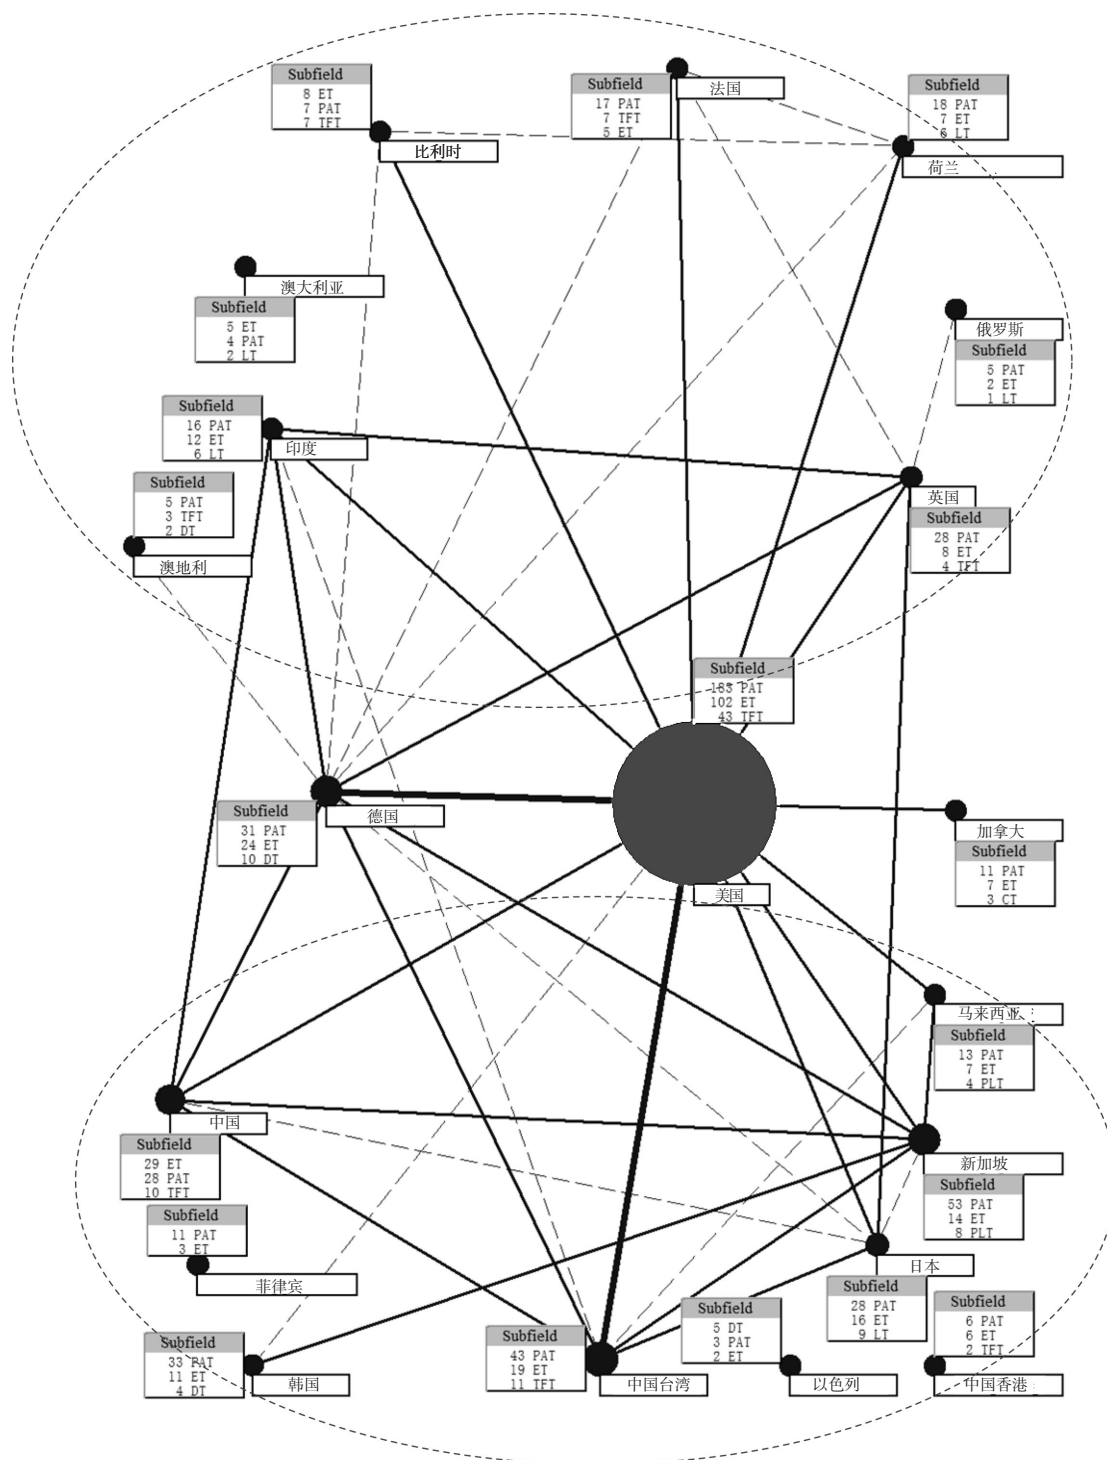 Subfield
8 ET
7 PAT
7 TFT
比利时
Subfield
17 PAT
7 TFT
5 ET
法国
Subfield
18 PAT
7 ET
6 LT
荷兰
澳大利亚
Subfield
5 ET
4 PAT
2 LT
俄罗斯
Subfield
5 PAT
2 ET
1 LT
Subfield
16 PAT
12 ET
6 LT
印度
Subfield
5 PAT
3 TFT
2 DT
澳地利
英国
Subfield
28 PAT
8 ET
4 TFT
Subfield
183 PAT
102 ET
43 TFT
美国
德国
Subfield
31 PAT
24 ET
10 DT
加拿大
Subfield
11 PAT
7 ET
3 CT
马来西亚
Subfield
13 PAT
7 ET
4 PLT
中国
Subfield
29 ET
28 PAT
10 TFT
新加坡
Subfield
53 PAT
14 ET
8 PLT
Subfield
11 PAT
3 ET
菲律宾
日本
Subfield
28 PAT
16 ET
9 LT
Subfield
33 PAT
11 ET
4 DT
韩国
Subfield
43 PAT
19 ET
11 TFT
中国台湾
Subfield
5 DT
3 PAT
2 ET
以色列
Subfield
6 PAT
6 ET
2 TFT
中国香港